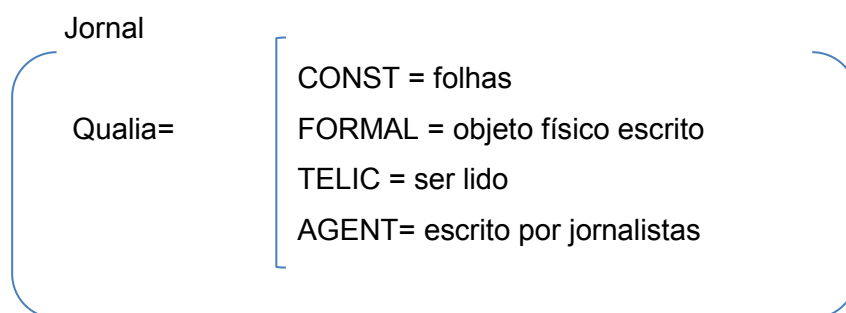 Jornal
CONST = folhas
Qualia= FORMAL = objeto físico escrito
TELIC = ser lido
AGENT= escrito por jornalistas